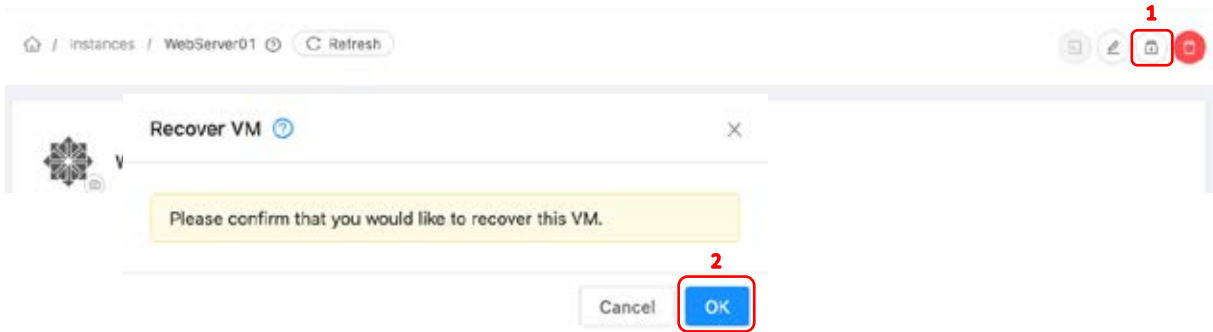 1
/ Instances / WebServer01 Refresh
Recover VM
Please confirm that you would like to recover this VM.
2
Cancel OK